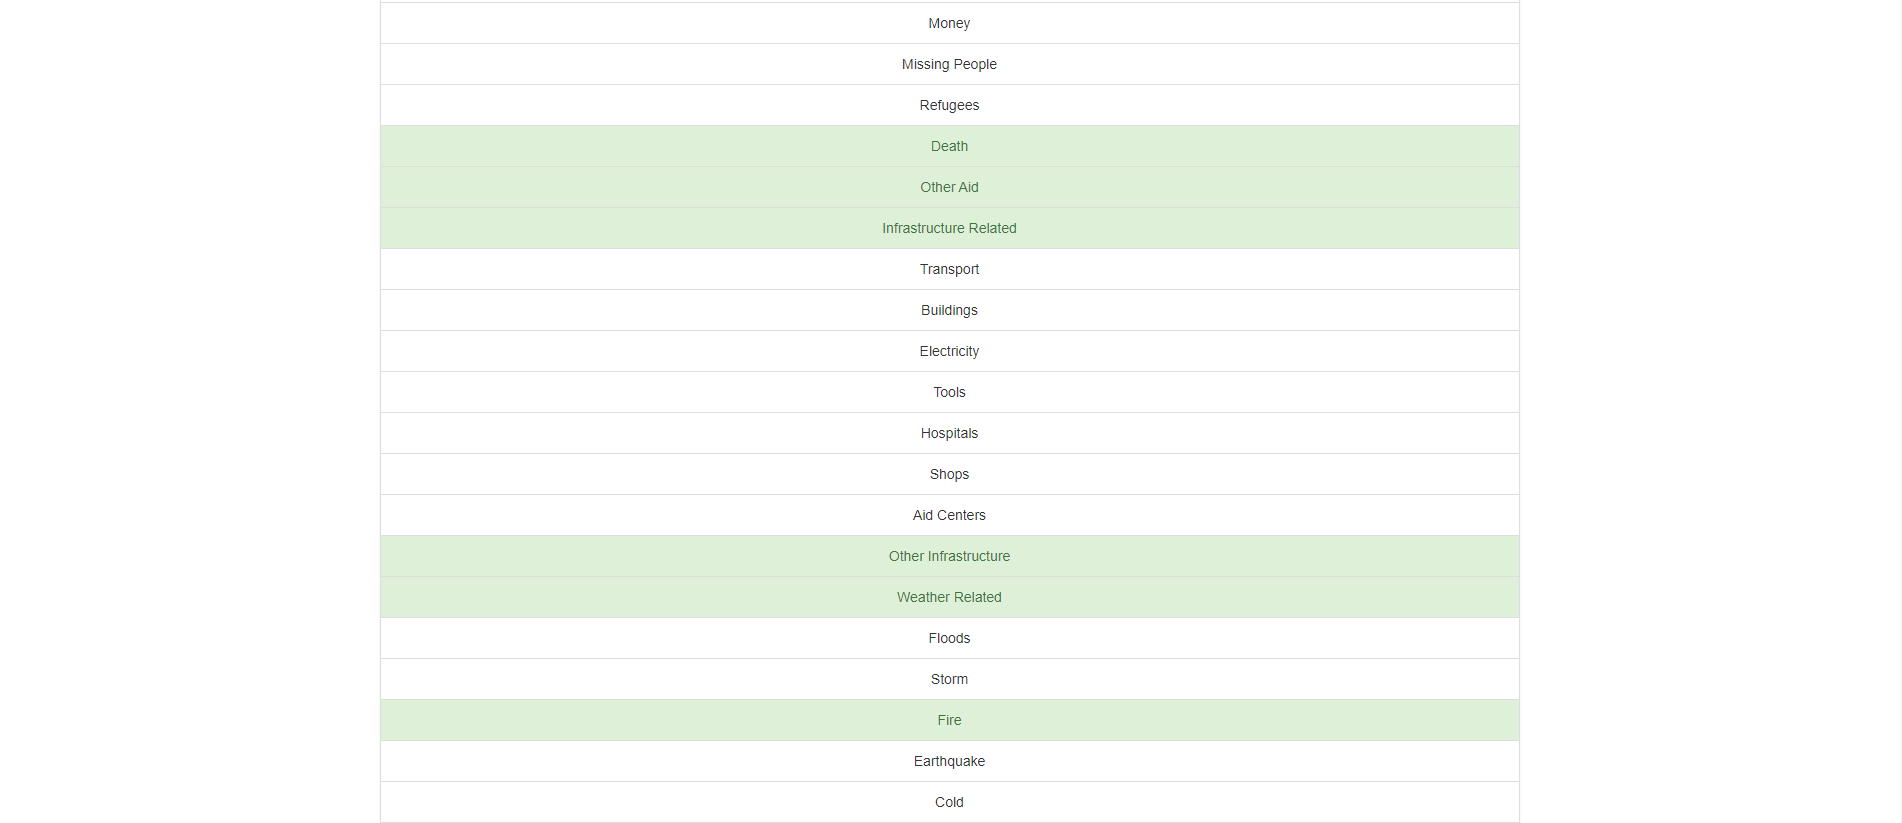 Money
Missing People
Refugees
Death
Other Aid
Infrastructure Related
Transport
Buildings
Electricity
Tools
Hospitals
Shops
Aid Centers
Other Infrastructure
Weather Related
Floods
Storm
Fire
Earthquake
Cold